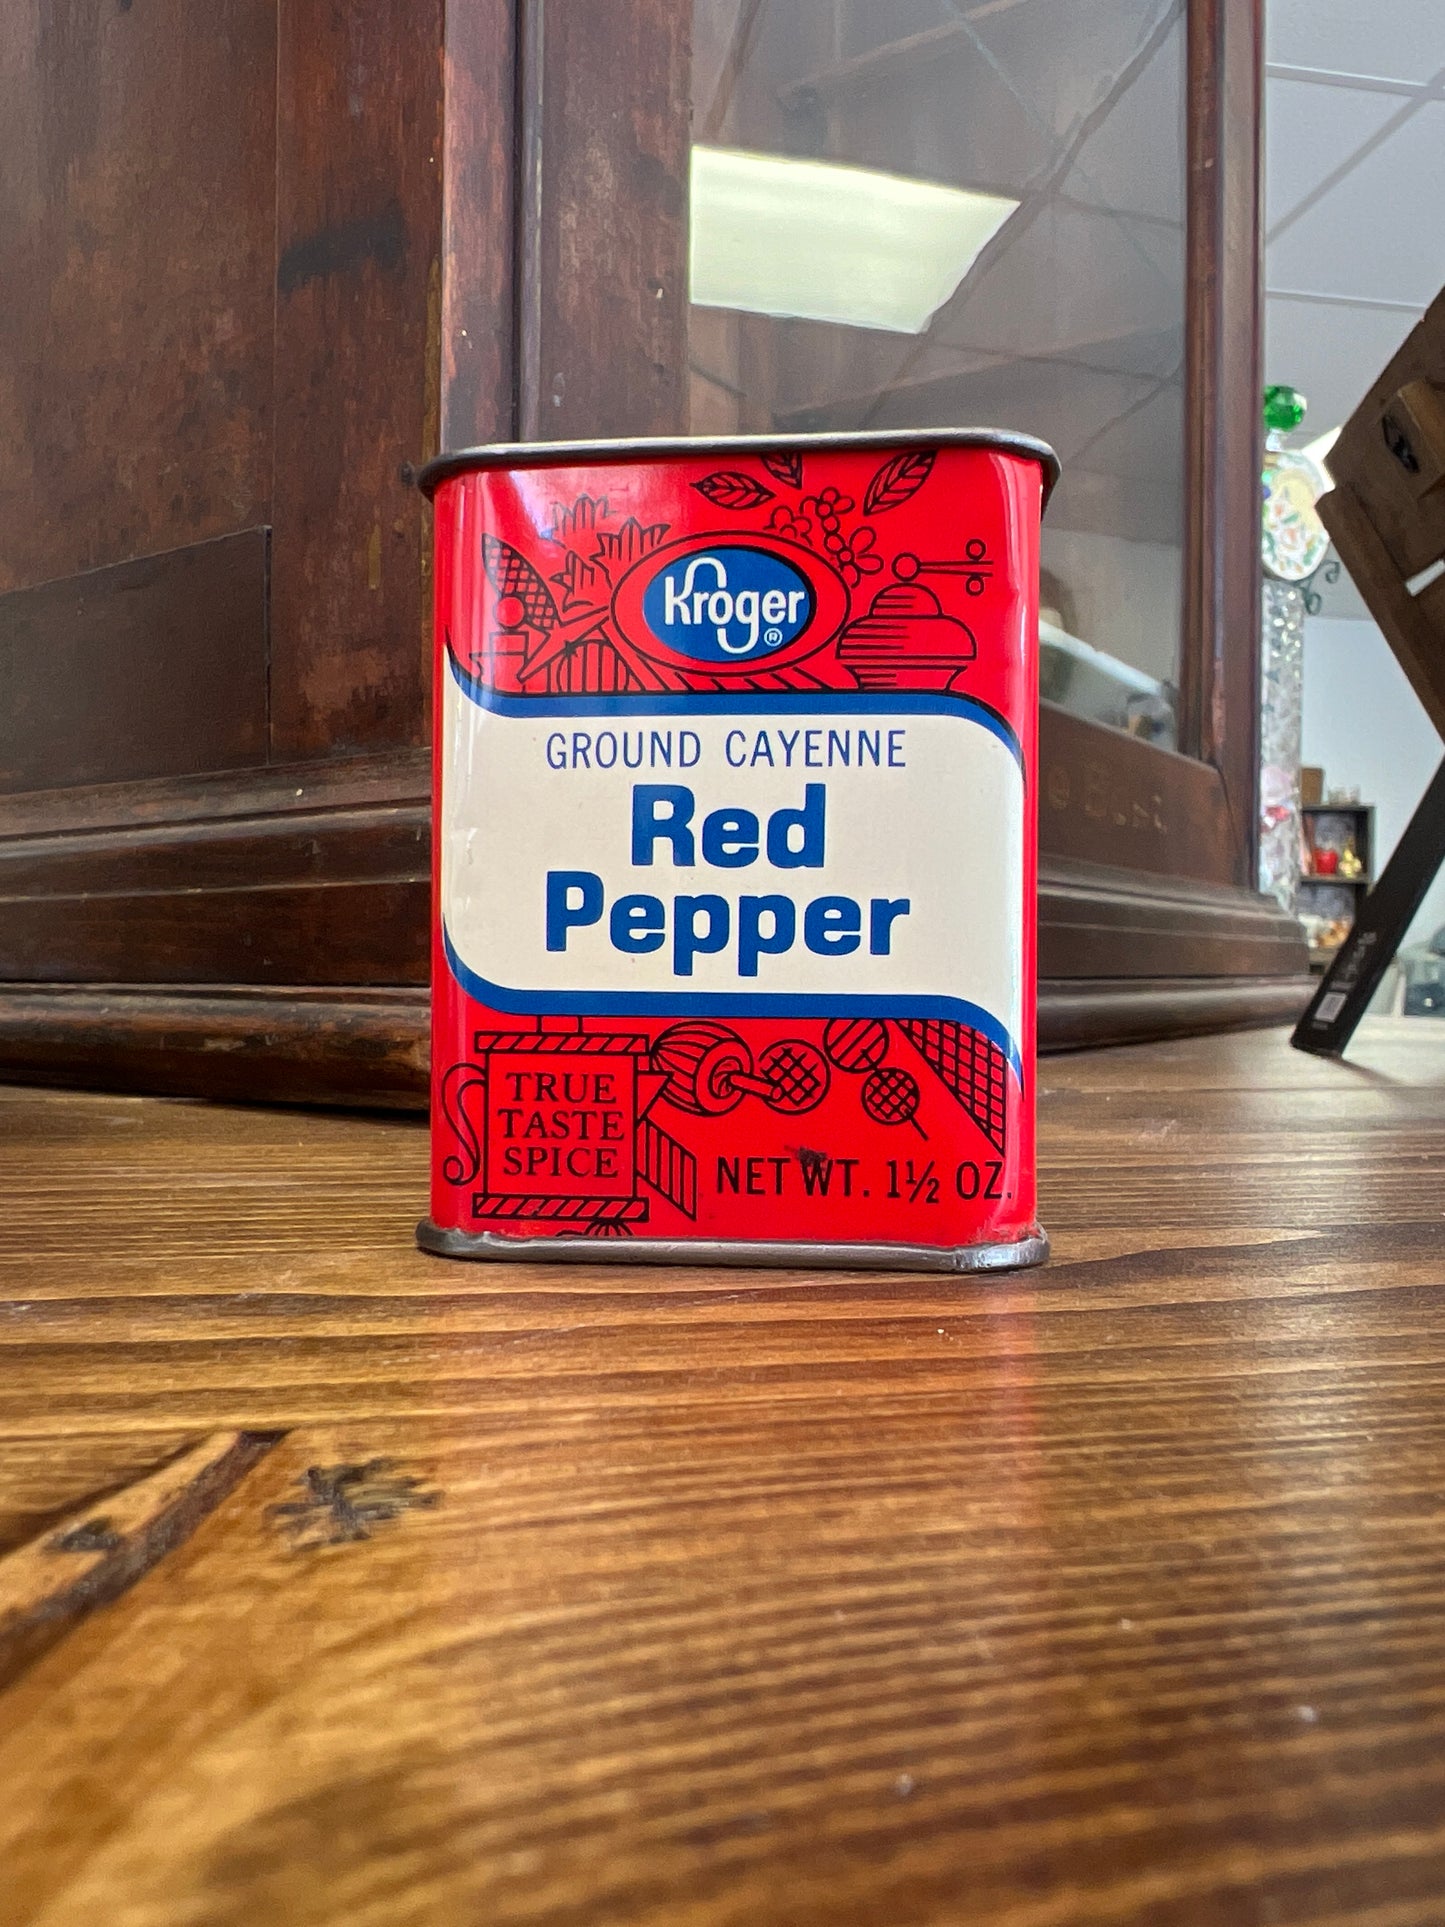 Kroger®
GROUND CAYENNE
Red
Pepper
TRUE
TASTE
SPICE
NET WT. 1½ OZ.